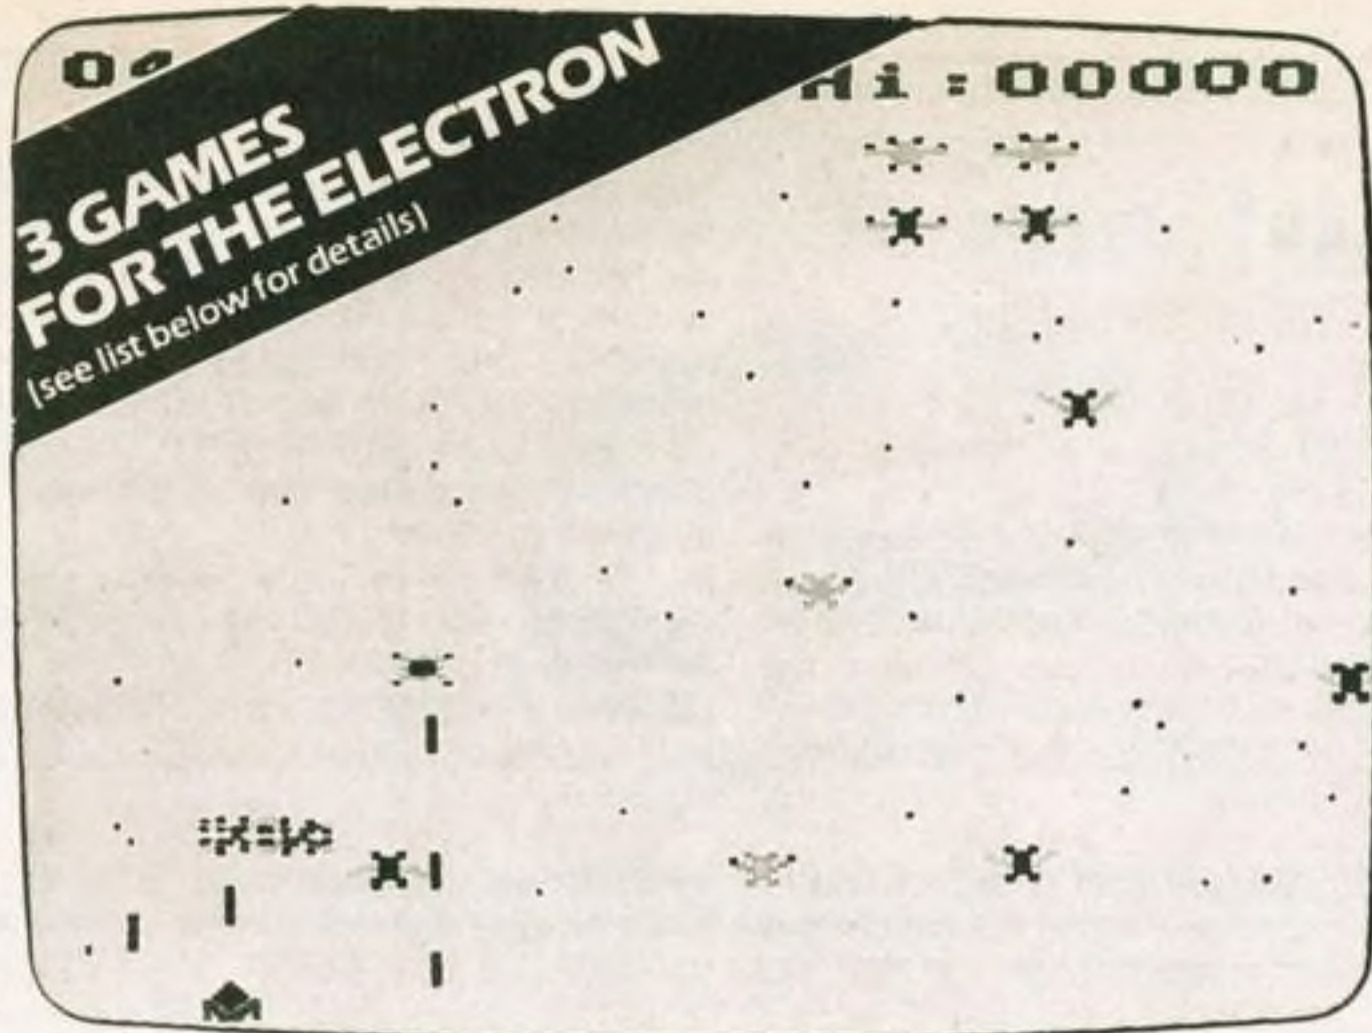 Hi:00000
3 GAMES
FOR THE ELECTRON
(see list below for details)